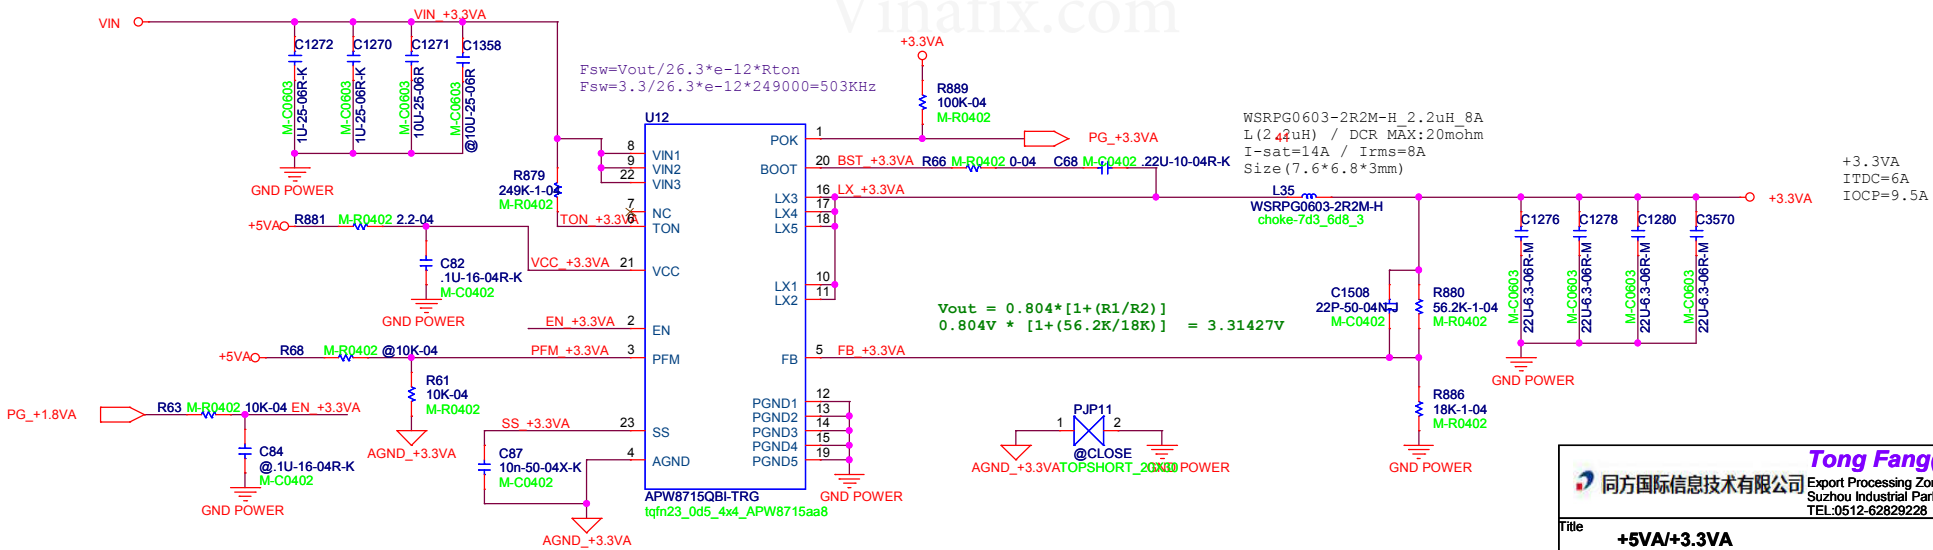 Vinafix.com
VIN
VIN_+3.3VA
C1272
M-C0603
1U-25-06R-K
C1270
M-C0603
1U-25-06R-K
C1271
M-C0603
10U-25-06R
C1358
M-C0603
@10U-25-06R
GND POWER
Fsw=Vout/26.3*e-12*Rton
Fsw=3.3/26.3*e-12*249000=503KHz
+3.3VA
R889
100K-04
M-R0402
PG_+3.3VA
44
WSRPG0603-2R2M-H_2.2uH_8A
L(2.2uH) / DCR MAX:20mohm
I-sat=14A / Irms=8A
Size(7.6*6.8*3mm)
+3.3VA
ITDC=6A
IOCP=9.5A
U12
8 VIN1
9 VIN2
22 VIN3
7 NC
6 TON
21 VCC
2 EN
3 PFM
23 SS
4 AGND
POK 1
BOOT 20
LX3 16
LX4 17
LX5 18
LX1 10
LX2 11
FB 5
PGND1 12
PGND2 13
PGND3 14
PGND4 15
PGND5 19
APW8715QBI-TRG
tqfn23_0d5_4x4_APW8715aa8
R879
249K-1-04
M-R0402
TON_+3.3VA
+5VA
R881 M-R0402 2.2-04
VCC_+3.3VA
C82
.1U-16-04R-K
M-C0402
GND POWER
EN_+3.3VA
+5VA
R68 M-R0402 @10K-04
PFM_+3.3VA
R61
10K-04
M-R0402
AGND_+3.3VA
PG_+1.8VA
R63 M-R0402 10K-04 EN_+3.3VA
C84
@.1U-16-04R-K
M-C0402
GND POWER
SS_+3.3VA
C87
10n-50-04X-K
M-C0402
AGND_+3.3VA
BST_+3.3VA R66 M-R0402 0-04 C68 M-C0402 .22U-10-04R-K
LX_+3.3VA
L35
WSRPG0603-2R2M-H
choke-7d3_6d8_3
+3.3VA
C1276
M-C0603
22U-6.3-06R-M
C1278
M-C0603
22U-6.3-06R-M
C1280
M-C0603
22U-6.3-06R-M
C3570
M-C0603
22U-6.3-06R-M
GND POWER
Vout = 0.804*[1+(R1/R2)]
0.804V * [1+(56.2K/18K)] = 3.31427V
C1508
22P-50-04N-J
M-C0402
R880
56.2K-1-04
M-R0402
FB_+3.3VA
R886
18K-1-04
M-R0402
GND POWER
GND POWER
PJP11
1 2
@CLOSE
AGND_+3.3VA
GND POWER
同方国际信息技术有限公司
Tong Fang
Export Processing Zon
Suzhou Industrial Park
TEL:0512-62829228
Title
+5VA/+3.3VA